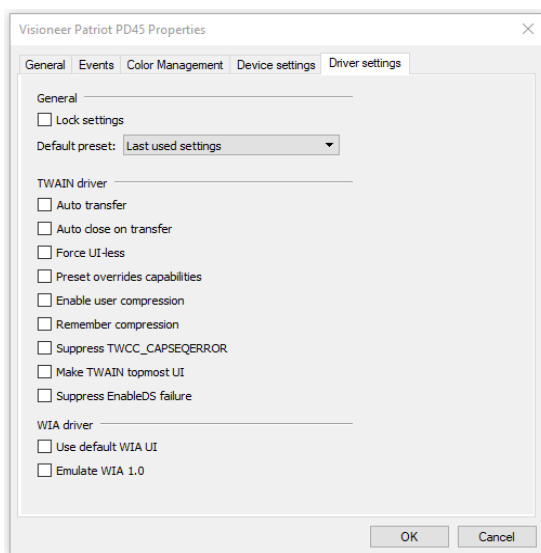 Visioneer Patriot PD45 Properties
General Events Color Management Device settings Driver settings
General
Lock settings
Default preset: Last used settings
TWAIN driver
Auto transfer
Auto close on transfer
Force UI-less
Preset overrides capabilities
Enable user compression
Remember compression
Suppress TWCC_CAPSEQERROR
Make TWAIN topmost UI
Suppress EnableDS failure
WIA driver
Use default WIA UI
Emulate WIA 1.0
OK Cancel